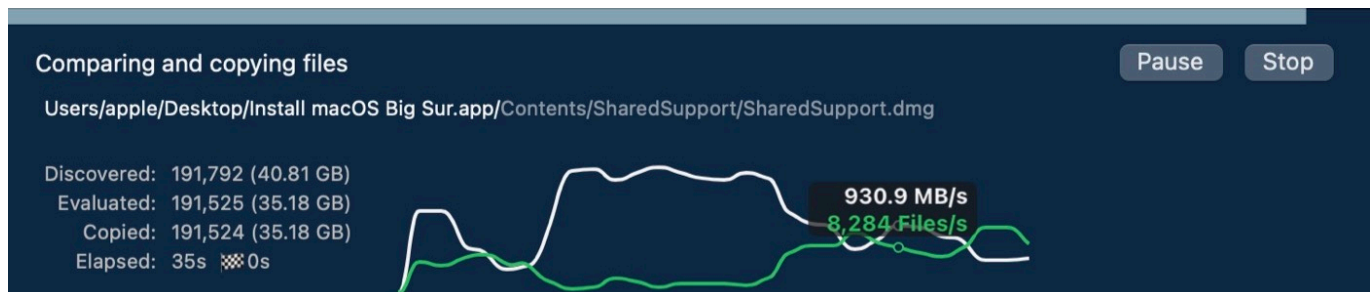 Comparing and copying files
Pause
Stop
Users/apple/Desktop/Install macOS Big Sur.app/Contents/SharedSupport/SharedSupport.dmg
Discovered: 191,792 (40.81 GB)
Evaluated: 191,525 (35.18 GB)
Copied: 191,524 (35.18 GB)
Elapsed: 35s 🏁0s
930.9 MB/s
8,284 Files/s